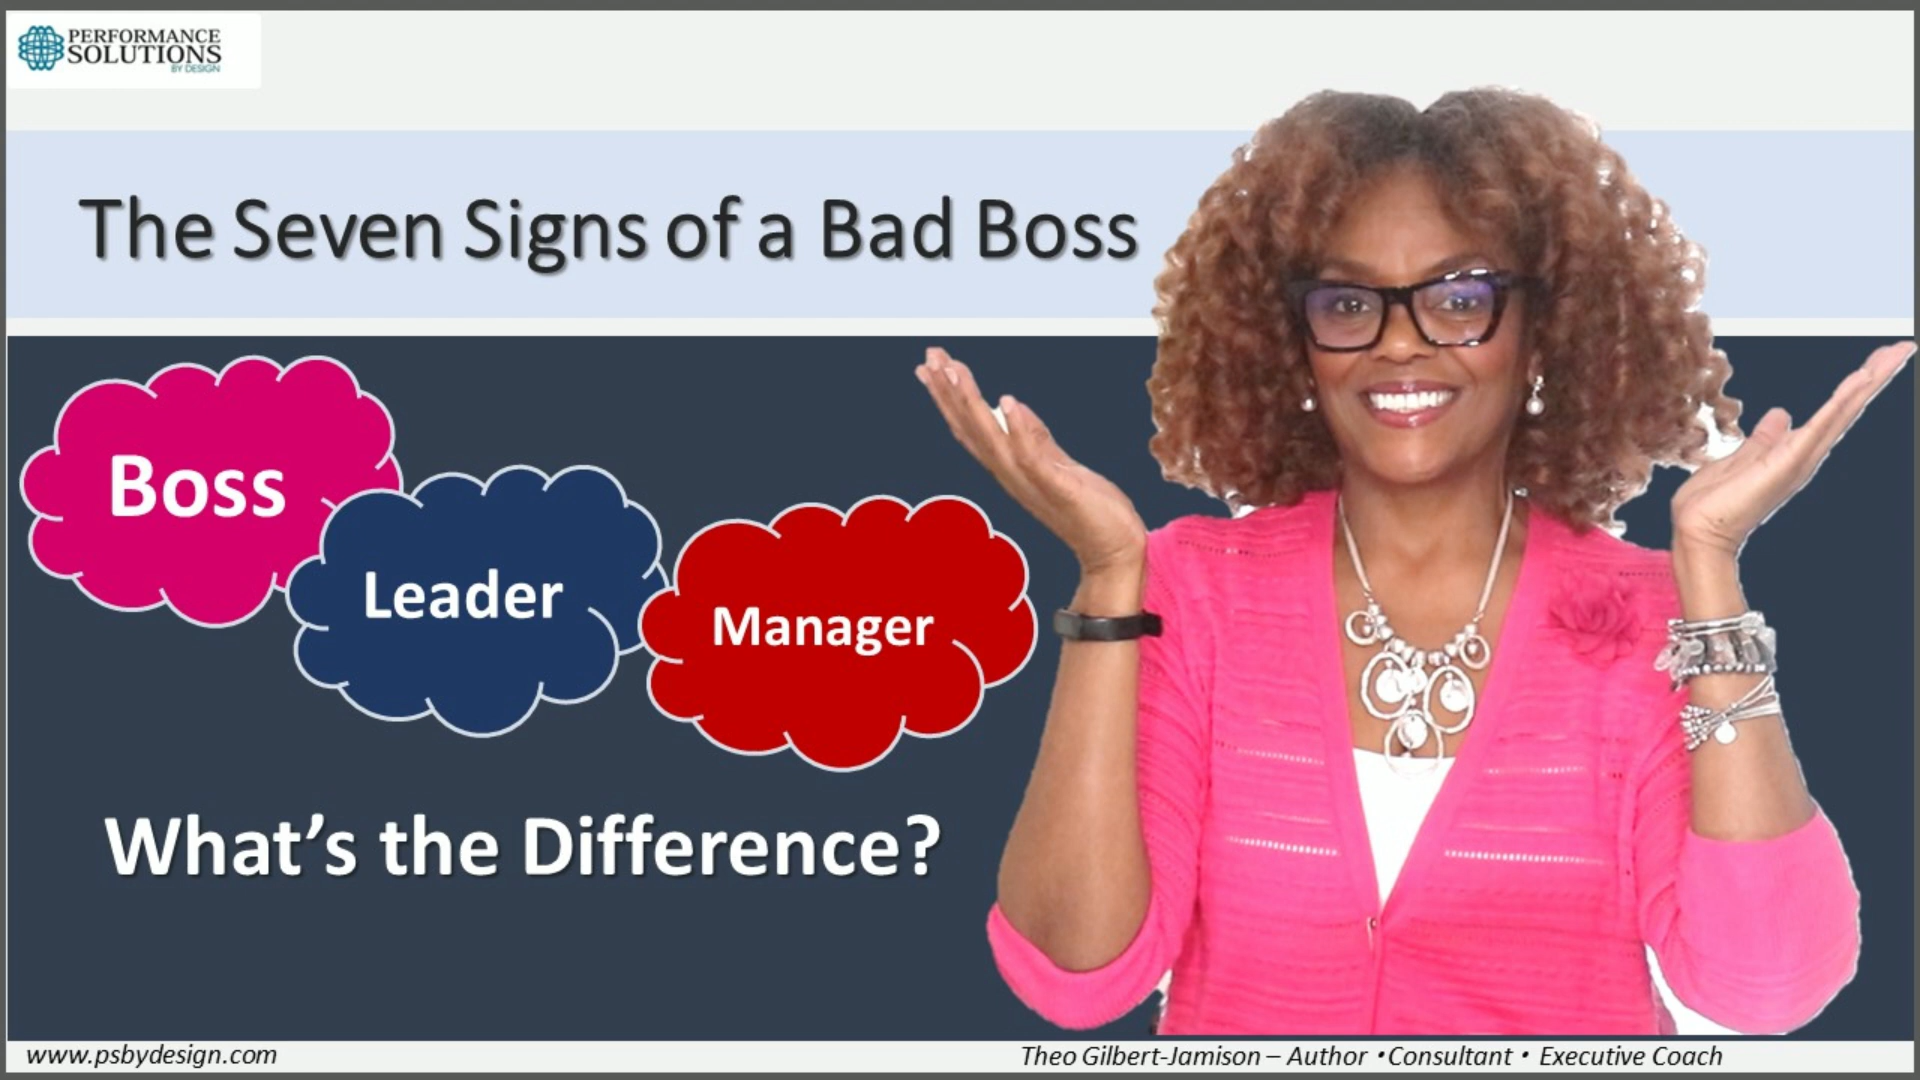 PERFORMANCE
SOLUTIONS
BY DESIGN
The Seven Signs of a Bad Boss
Boss
Leader
Manager
What's the Difference?
www.psbydesign.com
Theo Gilbert-Jamison – Author •Consultant • Executive Coach